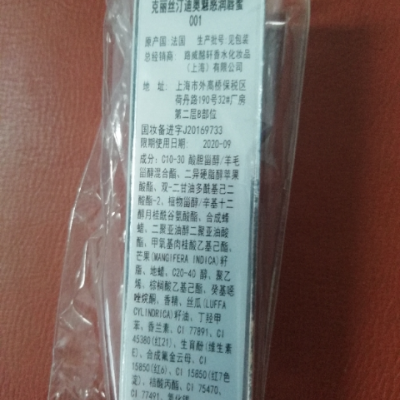 克丽丝汀迪奥魅惑润唇蜜
001
原产国:法国 生产批号:见包装
总经销商: 路威酩轩香水化妆品
(上海)有限公司
地址: 上海市外高桥保税区
荷丹路190号32#厂房
第二层B部位
国妆备进字J20169733
限期使用日期: 2020-09
成分: C10-30 酸胆甾醇/羊毛
甾醇混合酯、二异硬脂醇苹果
酸酯、双-二甘油多酰基己二
酸酯-2、植物甾醇/辛基十二
醇月桂酰谷氨酸酯、合成蜂
蜡、二聚亚油醇二聚亚油酸
酯、甲氧基肉桂酸乙基己酯、
芒果(MANGIFERA INDICA)籽
脂、地蜡、C20-40 醇、聚乙
烯、棕榈酸乙基己酯、癸基噁
唑烷酮、香精、丝瓜(LUFFA
CYLINDRICA)籽油、丁羟甲
苯、香兰素、CI 77891、CI
45380(红21)、生育酚(维生素
E)、合成氟金云母、CI
15850(红6)、CI 15850(红7色
淀)、棕酸丙酯、CI 75470、
CI 77491、氧化锡